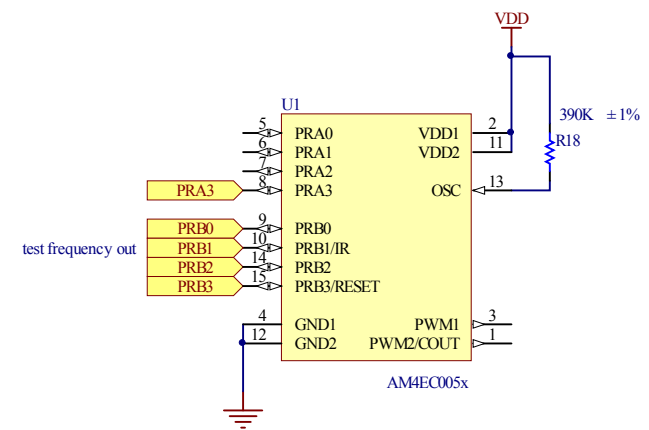 VDD
U1
390K ±1%
R18
5 PRA0
6 PRA1
7 PRA2
PRA3 8 PRA3
PRB0 9 PRB0
test frequency out PRB1 10 PRB1/IR
PRB2 14 PRB2
PRB3 15 PRB3/RESET
4 GND1
12 GND2
VDD1 2
VDD2 11
OSC 13
PWM1 3
PWM2/COUT 1
AM4EC005x